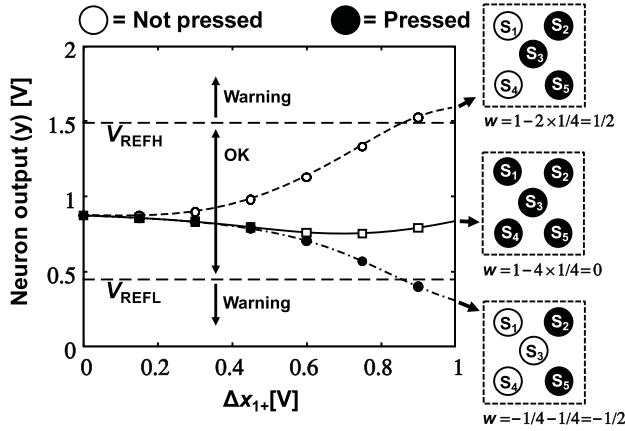 = Not pressed
= Pressed
Neuron output (y) [V]
2
1.5
1
0.5
0
0
0.2
0.4
0.6
0.8
1
Δx1+[V]
Warning
VREFH
OK
VREFL
Warning
S1
S2
S3
S4
S5
w=1−2×1/4=1/2
S1
S2
S3
S4
S5
w=1−4×1/4=0
S1
S2
S3
S4
S5
w=−1/4−1/4=−1/2